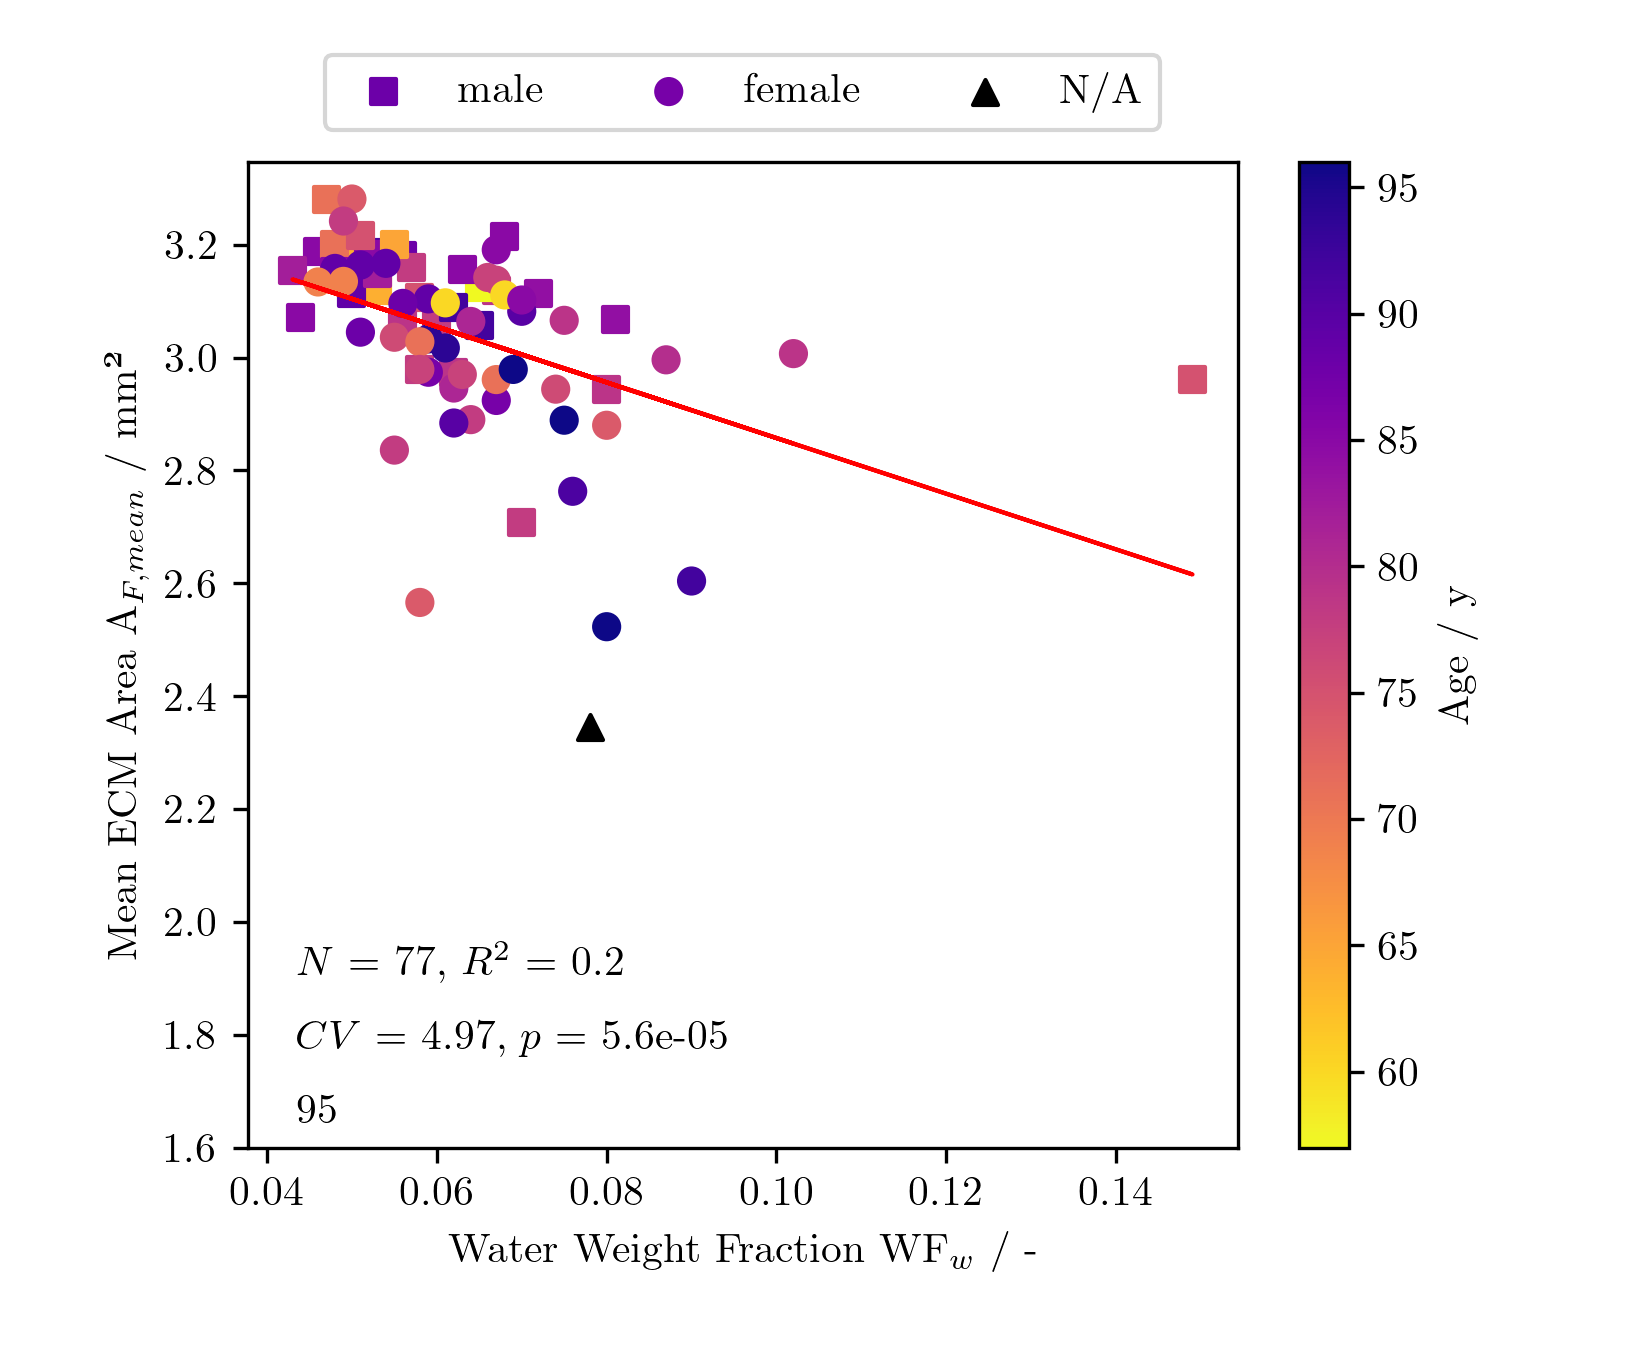 male female N/A
3.2
3.0
2.8
2.6
2.4
2.2
2.0
1.8
1.6
Mean ECM Area A_{F,mean} / mm²
N = 77, R² = 0.2
CV = 4.97, p = 5.6e-05
95
0.04 0.06 0.08 0.10 0.12 0.14
Water Weight Fraction WF_w / -
95
90
85
80
75
70
65
60
Age / y